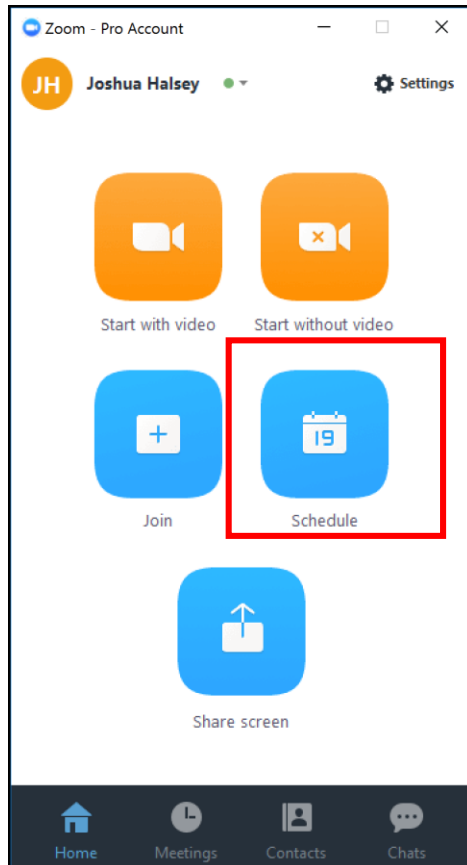 Zoom - Pro Account
JH Joshua Halsey Settings
Start with video Start without video
19
Join Schedule
Share screen
Home Meetings Contacts Chats